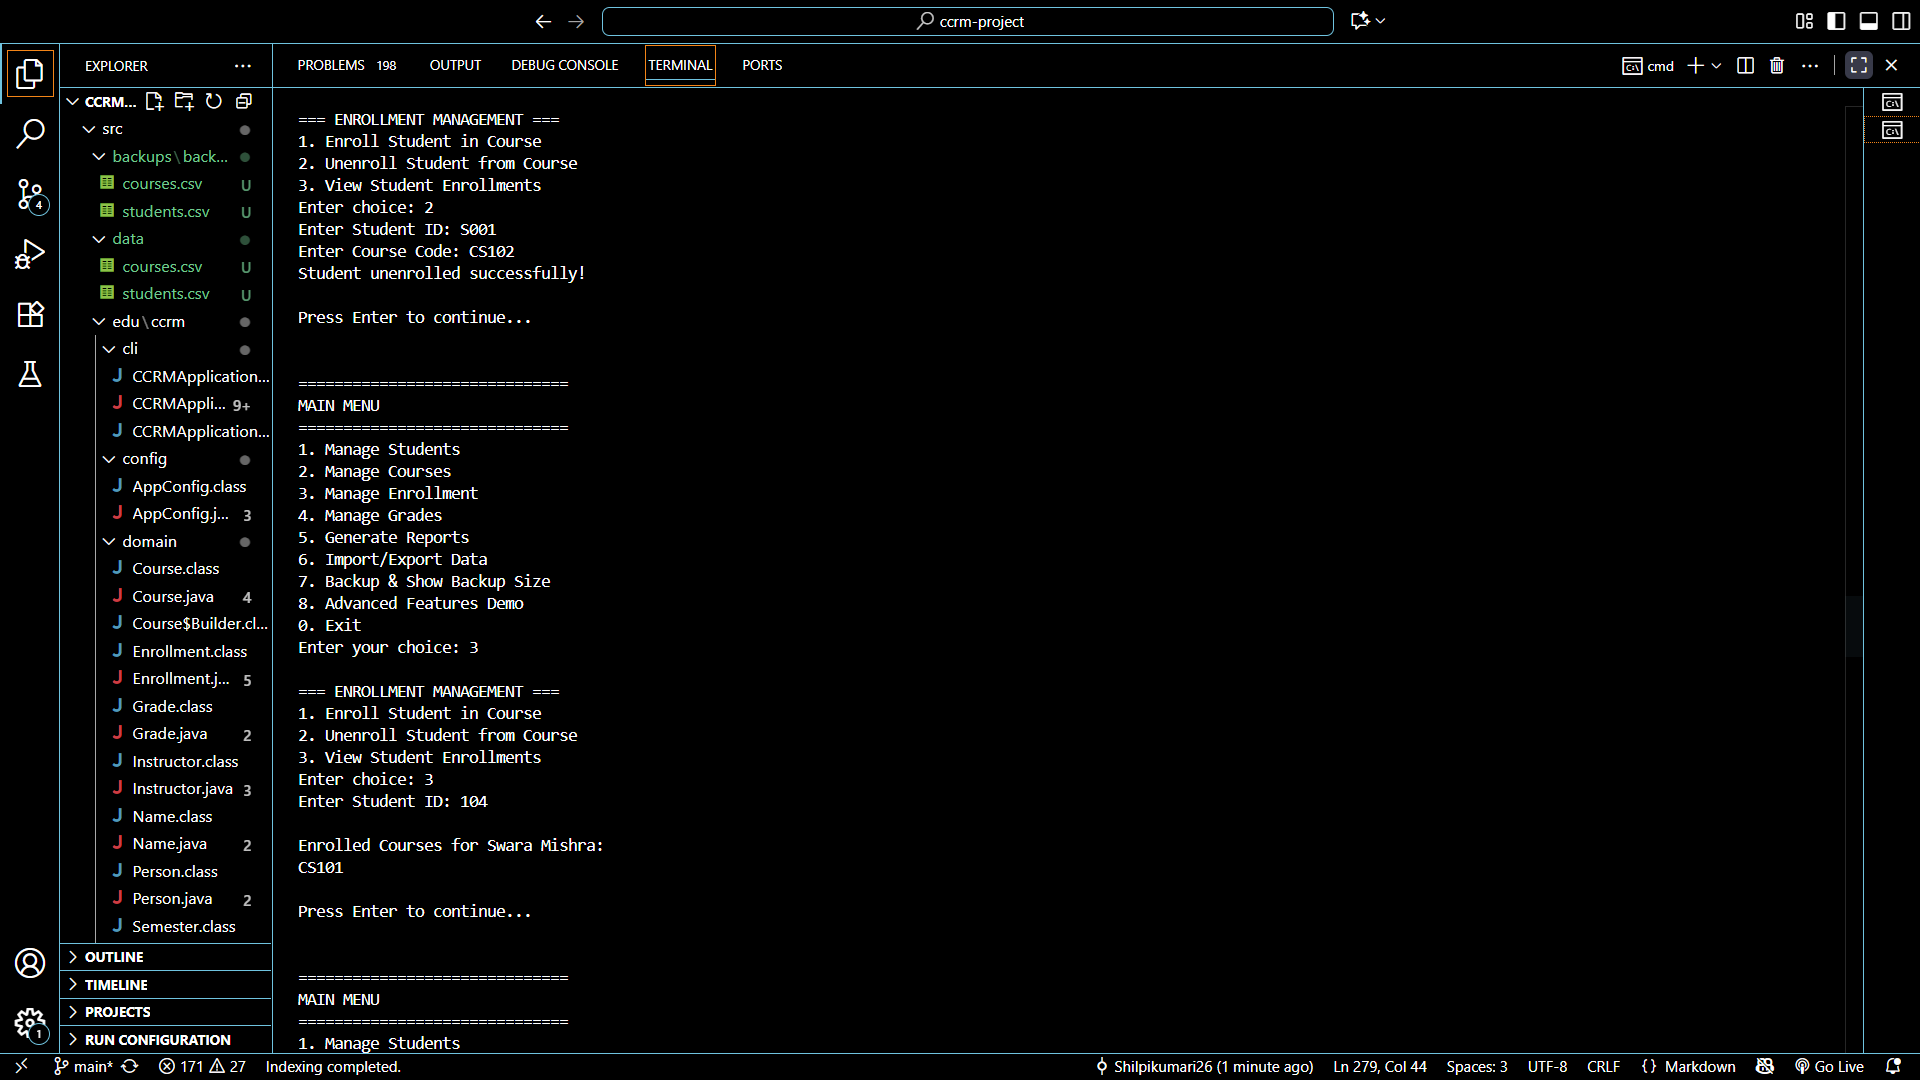 ccrm-project
EXPLORER
PROBLEMS 198 OUTPUT DEBUG CONSOLE TERMINAL PORTS
cmd
CCRM...
src
backups\back...
courses.csv U
students.csv U
data
courses.csv U
students.csv U
edu\ccrm
cli
CCRMApplication...
CCRMAppli... 9+
CCRMApplication...
config
AppConfig.class
AppConfig.j... 3
domain
Course.class
Course.java 4
Course$Builder.cl...
Enrollment.class
Enrollment.j... 5
Grade.class
Grade.java 2
Instructor.class
Instructor.java 3
Name.class
Name.java 2
Person.class
Person.java 2
Semester.class
OUTLINE
TIMELINE
PROJECTS
RUN CONFIGURATION
4
1
=== ENROLLMENT MANAGEMENT ===
1. Enroll Student in Course
2. Unenroll Student from Course
3. View Student Enrollments
Enter choice: 2
Enter Student ID: S001
Enter Course Code: CS102
Student unenrolled successfully!
Press Enter to continue...
==============================
MAIN MENU
==============================
1. Manage Students
2. Manage Courses
3. Manage Enrollment
4. Manage Grades
5. Generate Reports
6. Import/Export Data
7. Backup & Show Backup Size
8. Advanced Features Demo
0. Exit
Enter your choice: 3
=== ENROLLMENT MANAGEMENT ===
1. Enroll Student in Course
2. Unenroll Student from Course
3. View Student Enrollments
Enter choice: 3
Enter Student ID: 104
Enrolled Courses for Swara Mishra:
CS101
Press Enter to continue...
==============================
MAIN MENU
==============================
1. Manage Students
main* 171 27 Indexing completed. Shilpikumari26 (1 minute ago) Ln 279, Col 44 Spaces: 3 UTF-8 CRLF {} Markdown Go Live